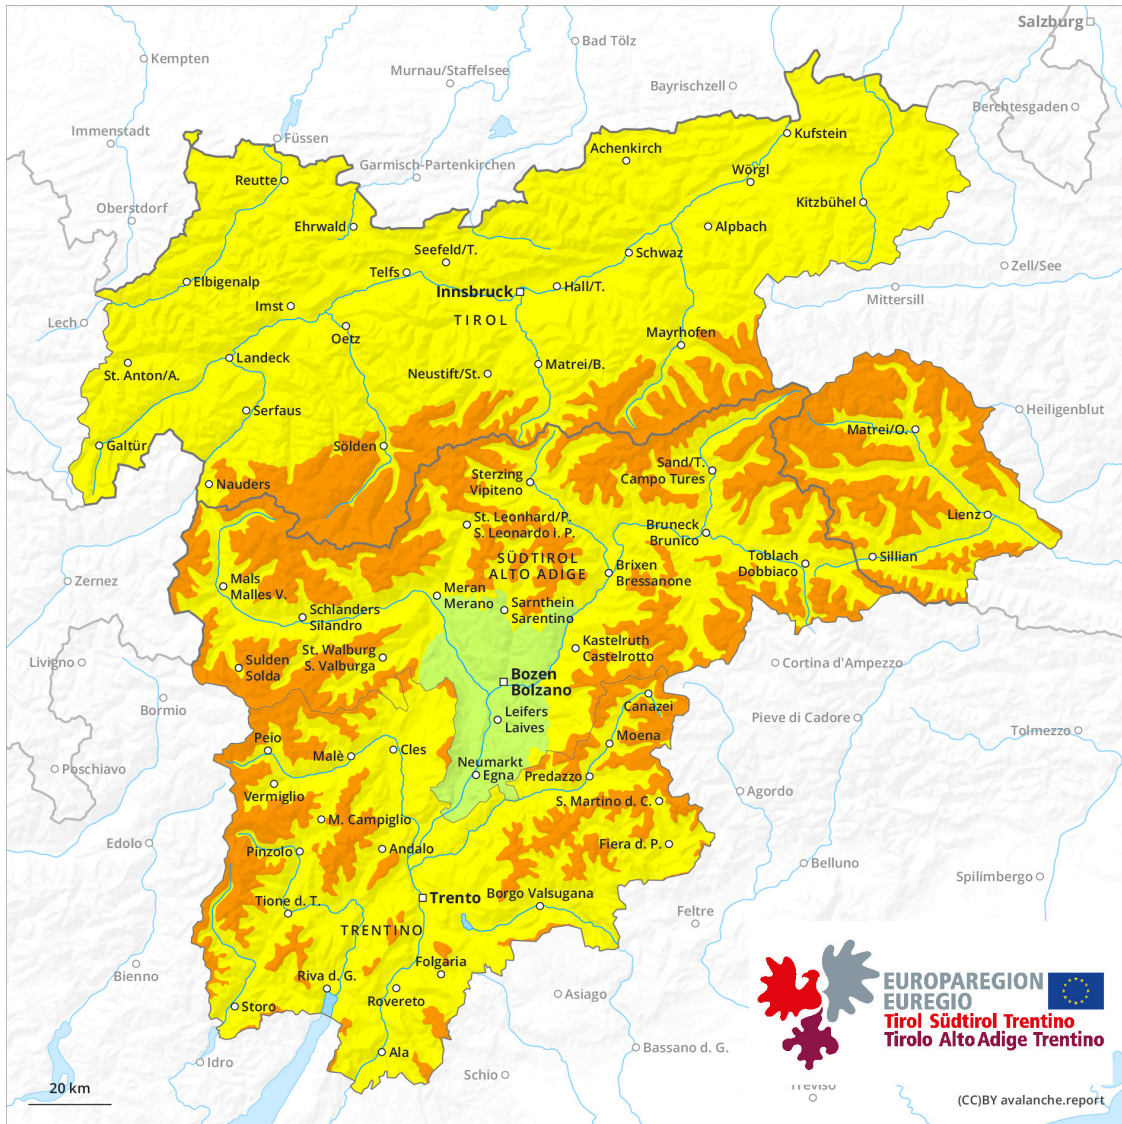 Salzburg
Bad Tölz
Kempten
Murnau/Staffelsee
Bayrischzell
Berchtesgaden
Immenstadt
Füssen
Kufstein
Achenkirch
Garmisch-Partenkirchen
Wörgl
Reutte
Oberstdorf
Kitzbühel
Ehrwald
Alpbach
Seefeld/T.
Schwaz
Telfs
Zell/See
Elbigenalp
Innsbruck
Hall/T.
Mittersill
Imst
TIROL
Lech
Oetz
Mayrhofen
Landeck
Matrei/B.
St. Anton/A.
Neustift/St.
Serfaus
Heiligenblut
Matrei/O.
Galtür
Sölden
Sand/T.
Campo Tures
Sterzing
Vipiteno
Nauders
St. Leonhard/P.
S. Leonardo i. P.
Lienz
Bruneck
Brunico
SÜDTIROL
ALTO ADIGE
Toblach
Dobbiaco
Sillian
Brixen
Bressanone
Zernez
Mals
Malles V.
Meran
Merano
Sarnthein
Sarentino
Schlanders
Silandro
Kastelruth
Castelrotto
St. Walburg
S. Valburga
Livigno
Sulden
Solda
Cortina d'Ampezzo
Bozen
Bolzano
Bormio
Canazei
Leifers
Laives
Pieve di Cadore
Tolmezzo
Moena
Peio
Malè
Cles
Neumarkt
Egna
Predazzo
Poschiavo
Vermiglio
Agordo
S. Martino d. C.
M. Campiglio
Edolo
Pinzolo
Andalo
Fiera d. P.
Belluno
Spilimbergo
Trento
Borgo Valsugana
Tione d. T.
Feltre
TRENTINO
Folgaria
Bienno
Riva d. G.
Rovereto
Asiago
Storo
EUROPAREGION
EUREGIO
Tirol Südtirol Trentino
Tirolo Alto Adige Trentino
Idro
Ala
Bassano d. G.
Schio
Treviso
20 km
(CC)BY avalanche.report